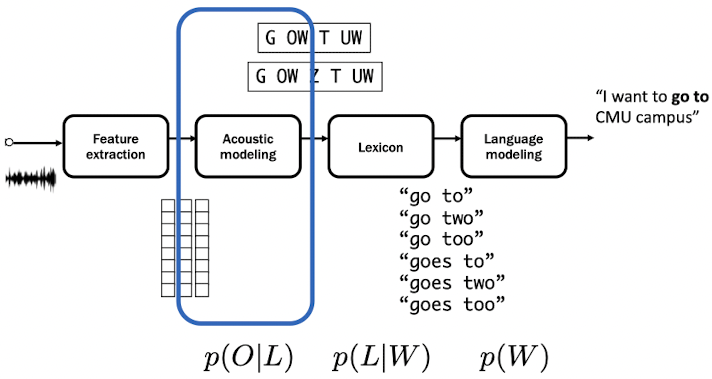 G OW T UW
G OW Z T UW
Feature
extraction
Acoustic
modeling
Lexicon
Language
modeling
“I want to go to
CMU campus”
“go to”
“go two”
“go too”
“goes to”
“goes two”
“goes too”
p(O|L) p(L|W) p(W)